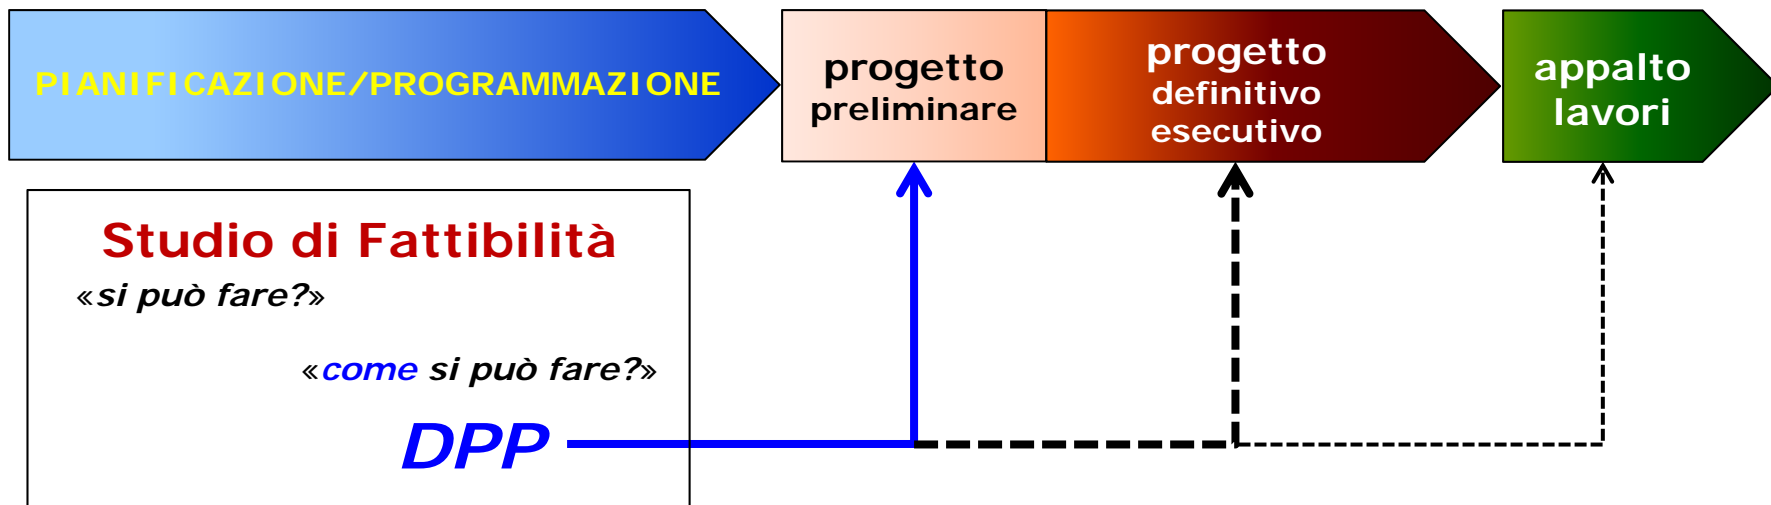 PIANIFICAZIONE/PROGRAMMAZIONE
progetto
preliminare
progetto
definitivo
esecutivo
appalto
lavori
Studio di Fattibilità
«si può fare?»
«come si può fare?»
DPP